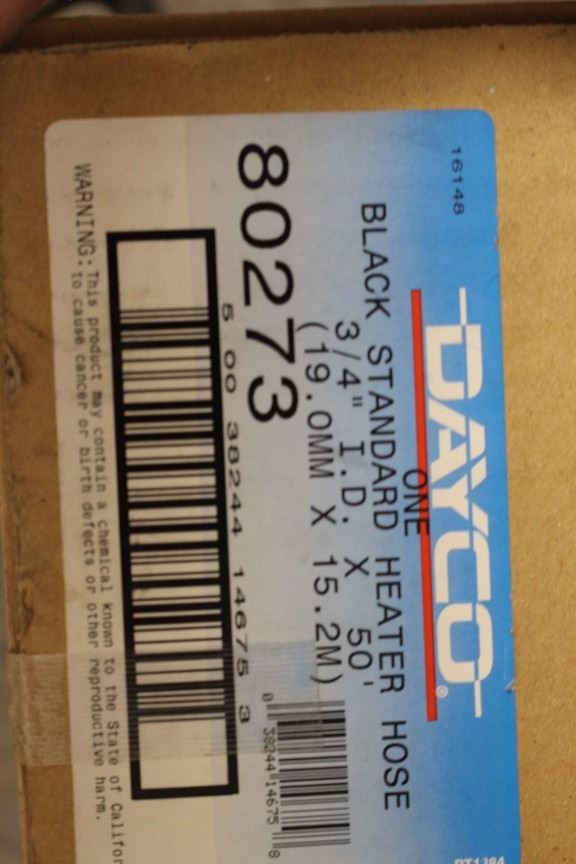 16148
DAYCO®
ONE
BLACK STANDARD HEATER HOSE
3/4" I.D. X 50'
(19.0MM X 15.2M)
80273
5 00 38244 14675 3
0 38244 14675 8
WARNING: This product may contain a chemical known to the State of Califor
to cause cancer or birth defects or other reproductive harm.